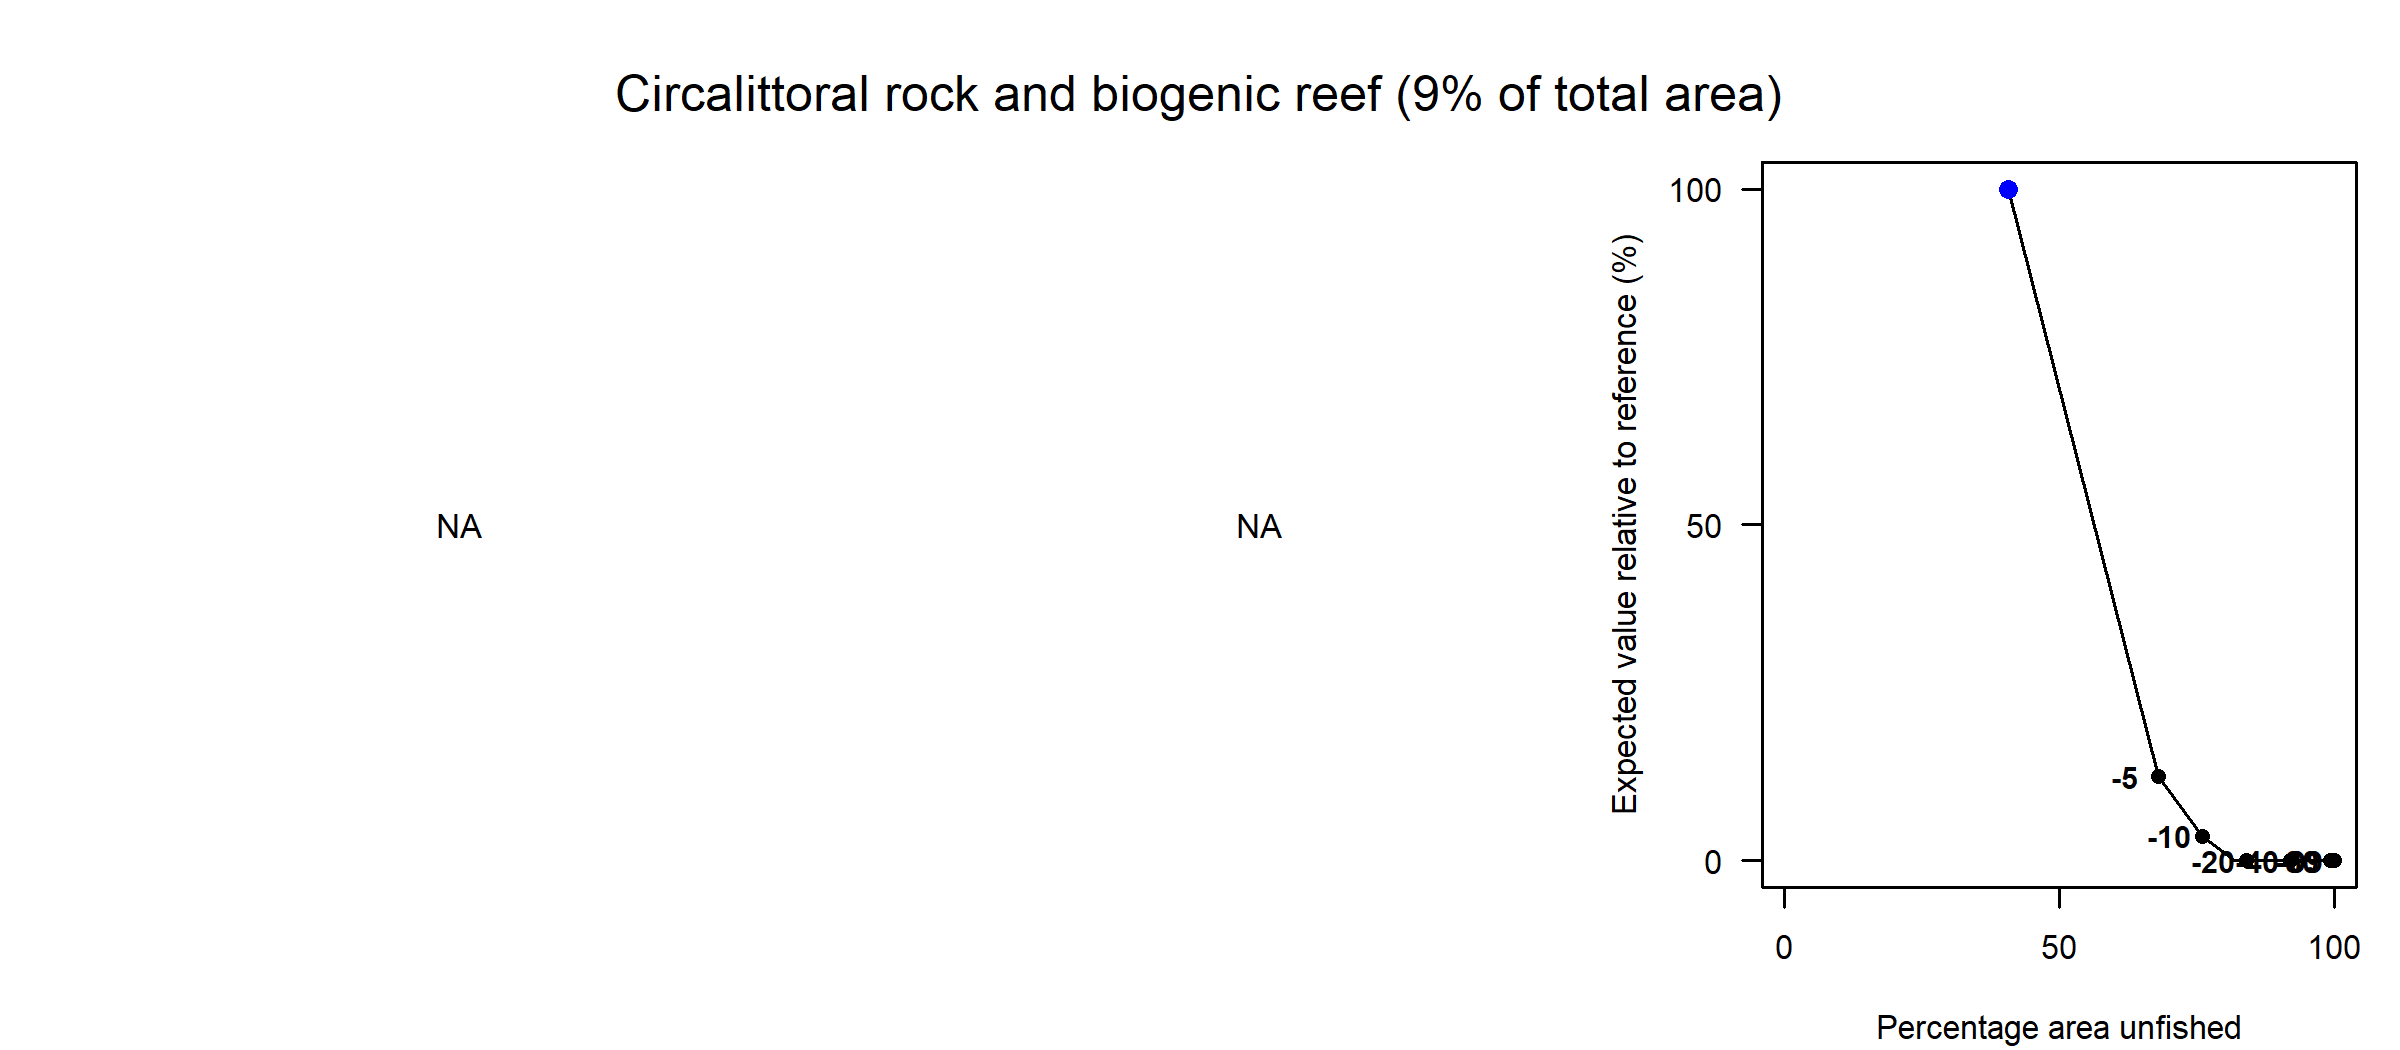 Circalittoral rock and biogenic reef (9% of total area)
NA
NA
Expected value relative to reference (%)
100
50
0
-5
-10
-20
-40
0
50
100
Percentage area unfished